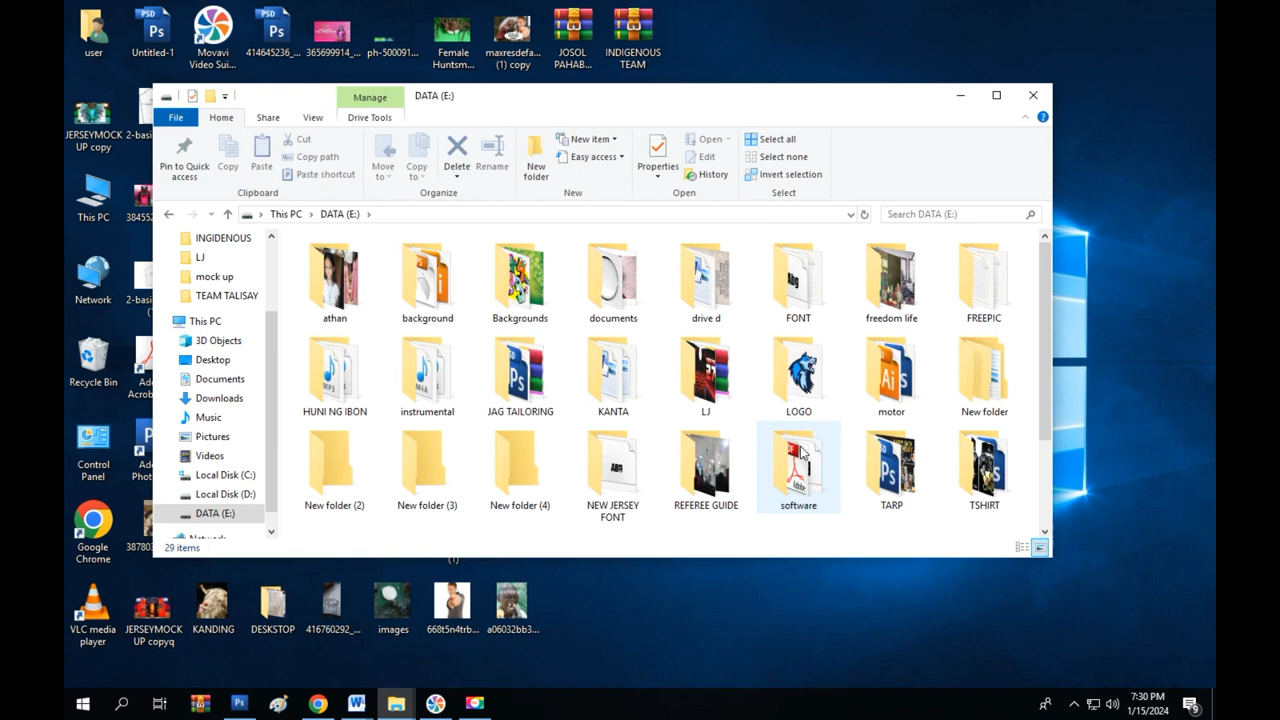 user
Untitled-1
Movavi
Video Sui...
414645236_...
365699914_...
ph-500091...
Female
Huntsm...
maxresdefa...
(1) copy
JOSOL
PAHAB...
INDIGENOUS
TEAM
Manage
DATA (E:)
File
Home
Share
View
Drive Tools
Pin to Quick
access
Copy
Paste
Cut
Copy path
Paste shortcut
Move
to
Copy
to
Delete
Rename
New
folder
New item
Easy access
Properties
Open
Edit
History
Select all
Select none
Invert selection
Clipboard
Organize
New
Open
Select
This PC
DATA (E:)
Search DATA (E:)
JERSEYMOCK
UP copy
2-basi
This PC
384552
Network
2-basi
Recycle Bin
Ado
Acrob
Control
Panel
Ado
Phot
Google
Chrome
387803
(1)
INGIDENOUS
LJ
mock up
TEAM TALISAY
This PC
3D Objects
Desktop
Documents
Downloads
Music
Pictures
Videos
Local Disk (C:)
Local Disk (D:)
DATA (E:)
athan
background
Backgrounds
documents
drive d
FONT
freedom life
FREEPIC
HUNI NG IBON
instrumental
JAG TAILORING
KANTA
LJ
LOGO
motor
New folder
New folder (2)
New folder (3)
New folder (4)
NEW JERSEY
FONT
REFEREE GUIDE
software
TARP
TSHIRT
29 items
VLC media
player
JERSEYMOCK
UP copyq
KANDING
DESKSTOP
416760292_...
images
668t5n4trb...
a06032bb3...
7:30 PM
1/15/2024